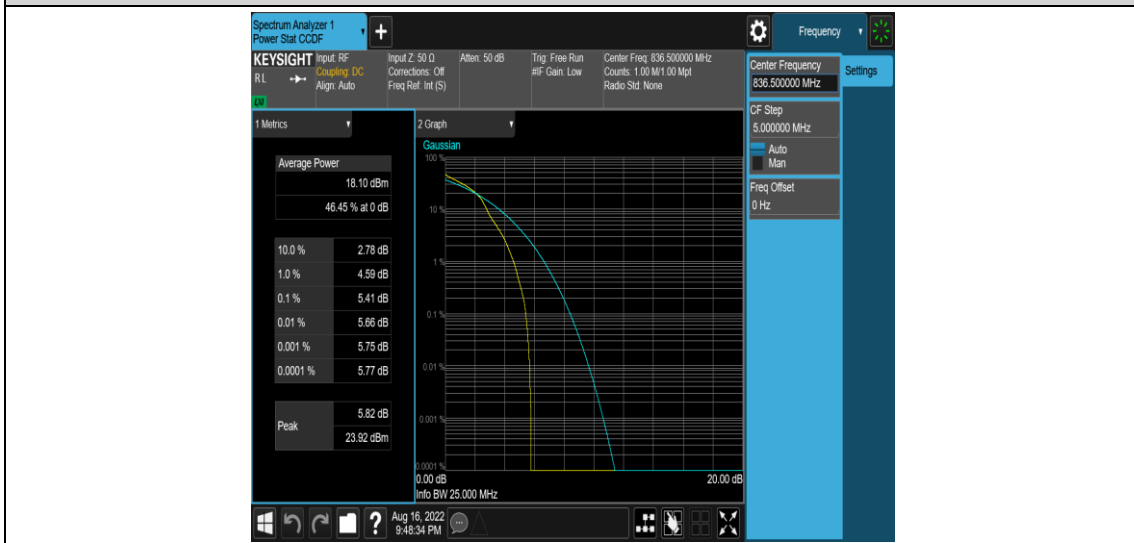 Spectrum Analyzer 1
Power Stat CCDF
+
Frequency
KEYSIGHT
RL
LXI
Input: RF
Coupling: DC
Align: Auto
Input Z: 50 Ω
Corrections: Off
Freq Ref: Int (S)
Atten: 50 dB
Trig: Free Run
#IF Gain: Low
Center Freq: 836.500000 MHz
Counts: 1.00 M/1.00 Mpt
Radio Std: None
Center Frequency
836.500000 MHz
Settings
CF Step
5.000000 MHz
Auto
Man
Freq Offset
0 Hz
1 Metrics
Average Power
18.10 dBm
46.45 % at 0 dB
10.0 % 2.78 dB
1.0 % 4.59 dB
0.1 % 5.41 dB
0.01 % 5.66 dB
0.001 % 5.75 dB
0.0001 % 5.77 dB
Peak
5.82 dB
23.92 dBm
2 Graph
Gaussian
100 %
10 %
1 %
0.1 %
0.01 %
0.001 %
0.0001 %
0.00 dB 20.00 dB
Info BW 25.000 MHz
?
Aug 16, 2022
9:48:34 PM